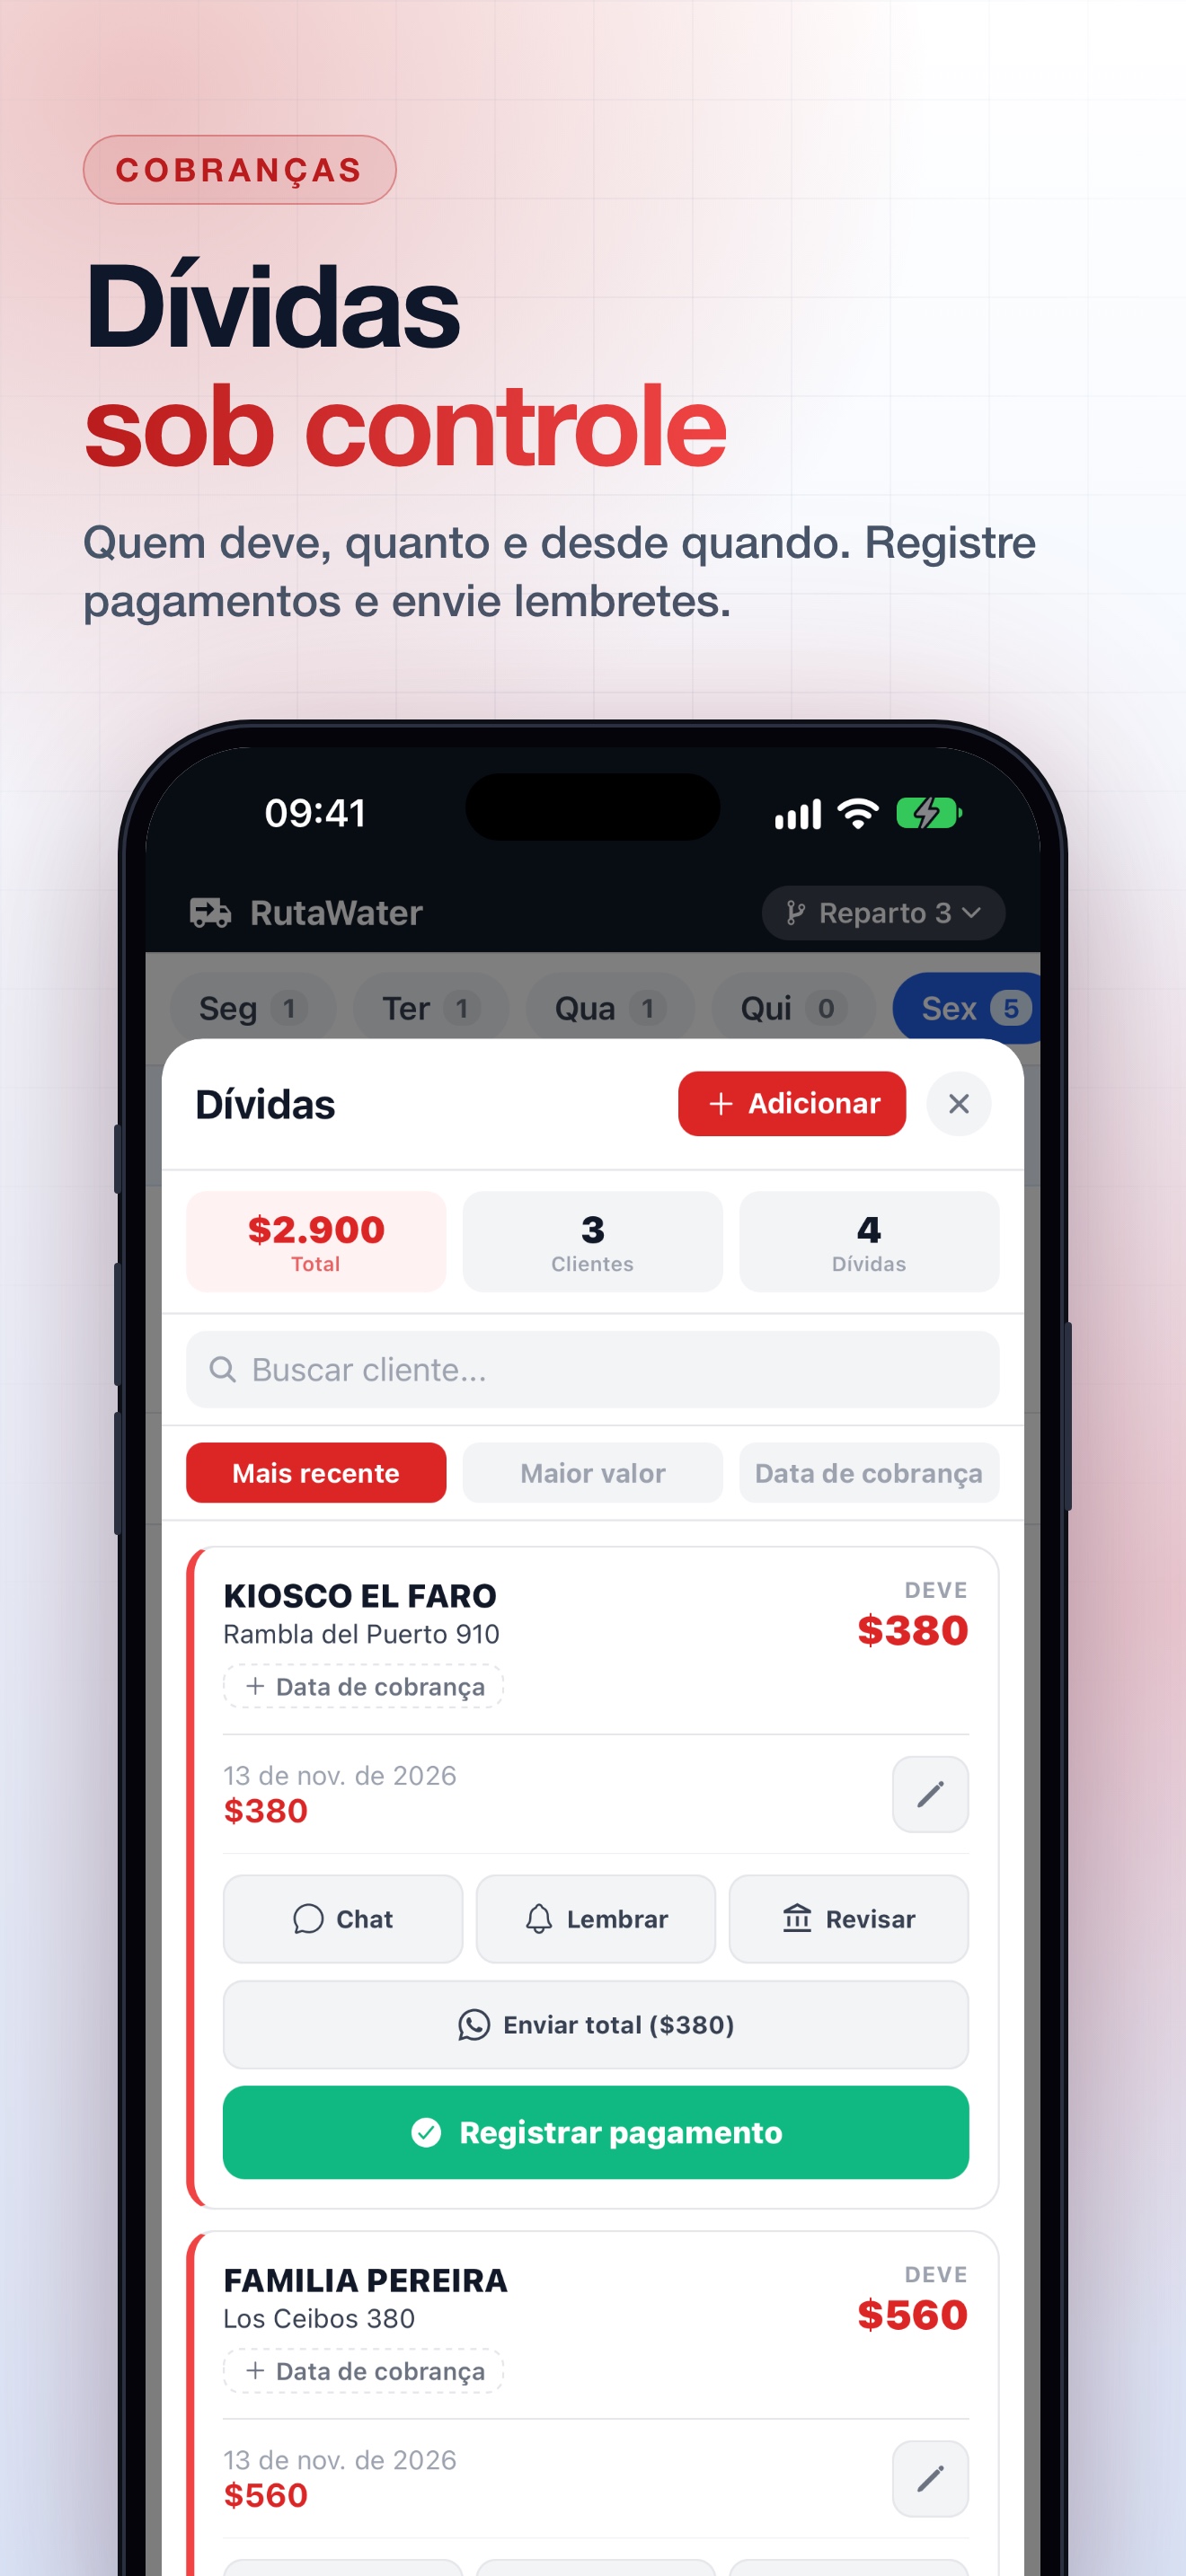 COBRANÇAS
Dívidas
sob controle
Quem deve, quanto e desde quando. Registre
pagamentos e envie lembretes.
09:41
RutaWater
Reparto 3
Seg 1 Ter 1 Qua 1 Qui 0 Sex 5
Dívidas
+ Adicionar
$2.900 3 4
Total Clientes Dívidas
Buscar cliente...
Mais recente Maior valor Data de cobrança
KIOSCO EL FARO
DEVE
Rambla del Puerto 910
$380
+ Data de cobrança
13 de nov. de 2026
$380
Chat Lembrar Revisar
Enviar total ($380)
Registrar pagamento
FAMILIA PEREIRA
DEVE
Los Ceibos 380
$560
+ Data de cobrança
13 de nov. de 2026
$560